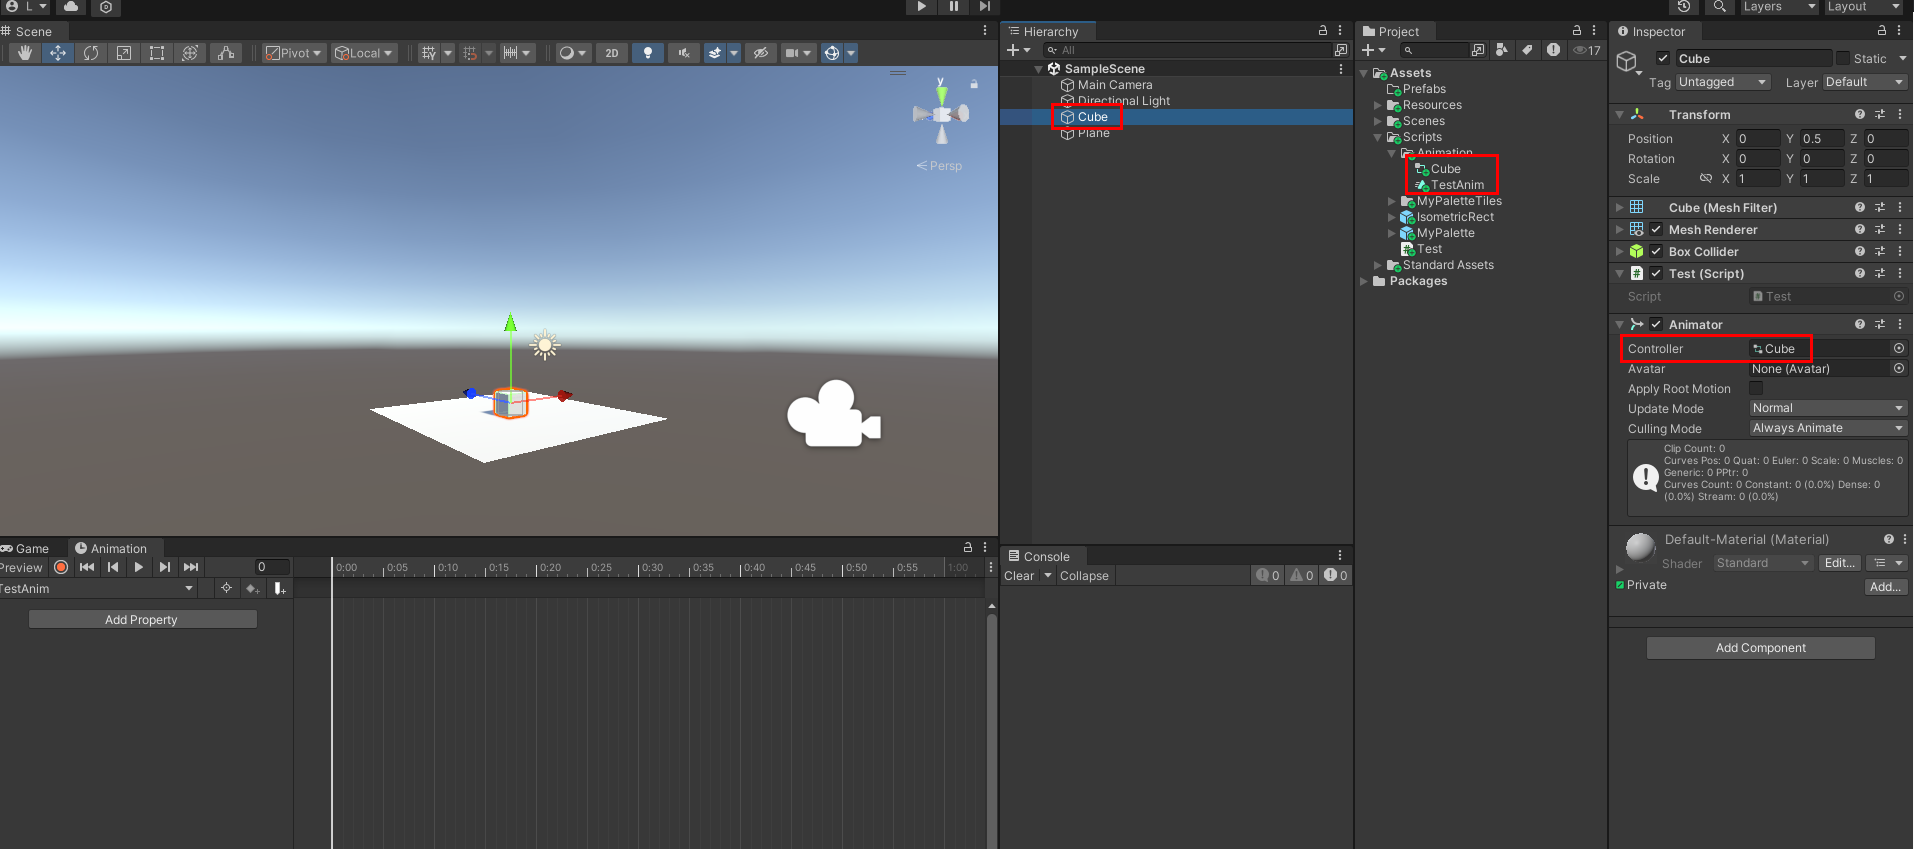 L
Layers
Layout
Scene
Pivot
Local
2D
y
Persp
Hierarchy
All
SampleScene
Main Camera
Directional Light
Cube
Plane
Project
17
Assets
Prefabs
Resources
Scenes
Scripts
Animation
Cube
TestAnim
MyPaletteTiles
IsometricRect
MyPalette
Test
Standard Assets
Packages
Inspector
Cube
Static
Tag Untagged Layer Default
Transform
Position X 0 Y 0.5 Z 0
Rotation X 0 Y 0 Z 0
Scale X 1 Y 1 Z 1
Cube (Mesh Filter)
Mesh Renderer
Box Collider
Test (Script)
Script Test
Animator
Controller Cube
Avatar None (Avatar)
Apply Root Motion
Update Mode Normal
Culling Mode Always Animate
Clip Count: 0
Curves Pos: 0 Quat: 0 Euler: 0 Scale: 0 Muscles: 0
Generic: 0 PPtr: 0
Curves Count: 0 Constant: 0 (0.0%) Dense: 0
(0.0%) Stream: 0 (0.0%)
Default-Material (Material)
Shader Standard Edit...
Private
Add...
Add Component
Game Animation
Preview 0
0:00 0:05 0:10 0:15 0:20 0:25 0:30 0:35 0:40 0:45 0:50 0:55 1:00
TestAnim
Add Property
Console
Clear Collapse 0 0 0